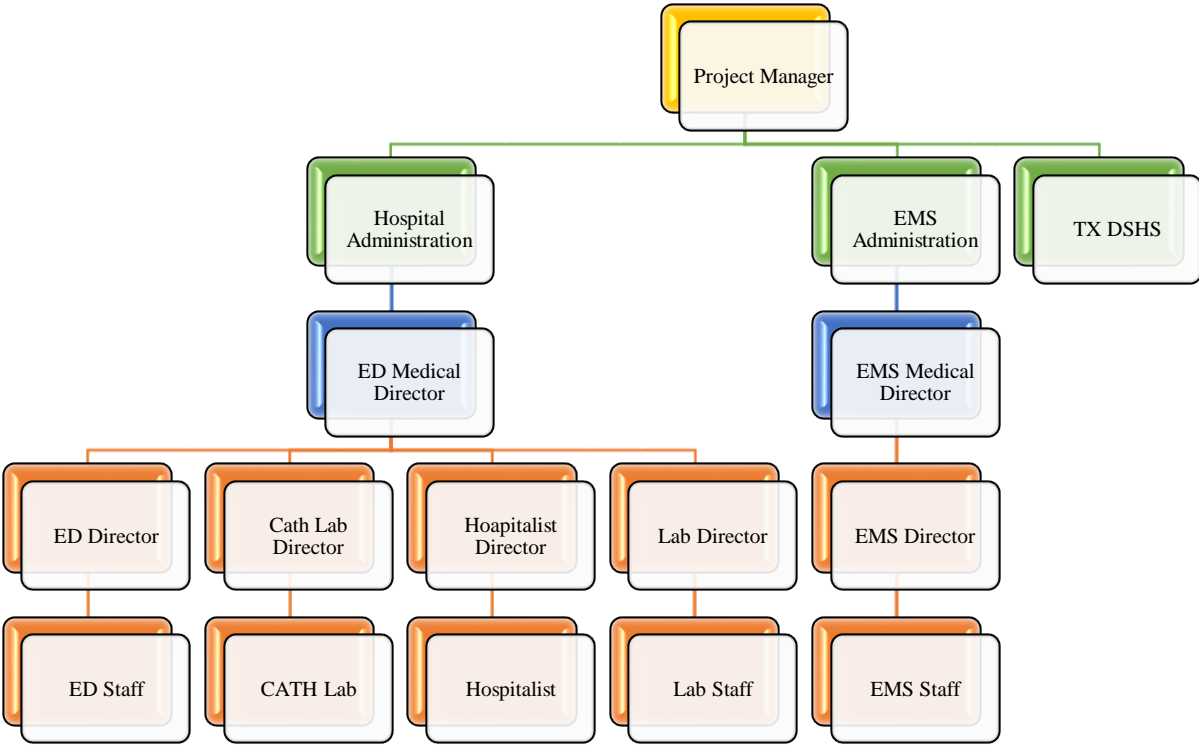 Project Manager
Hospital
Administration
EMS
Administration
TX DSHS
ED Medical
Director
EMS Medical
Director
ED Director
Cath Lab
Director
Hoapitalist
Director
Lab Director
EMS Director
ED Staff
CATH Lab
Hospitalist
Lab Staff
EMS Staff